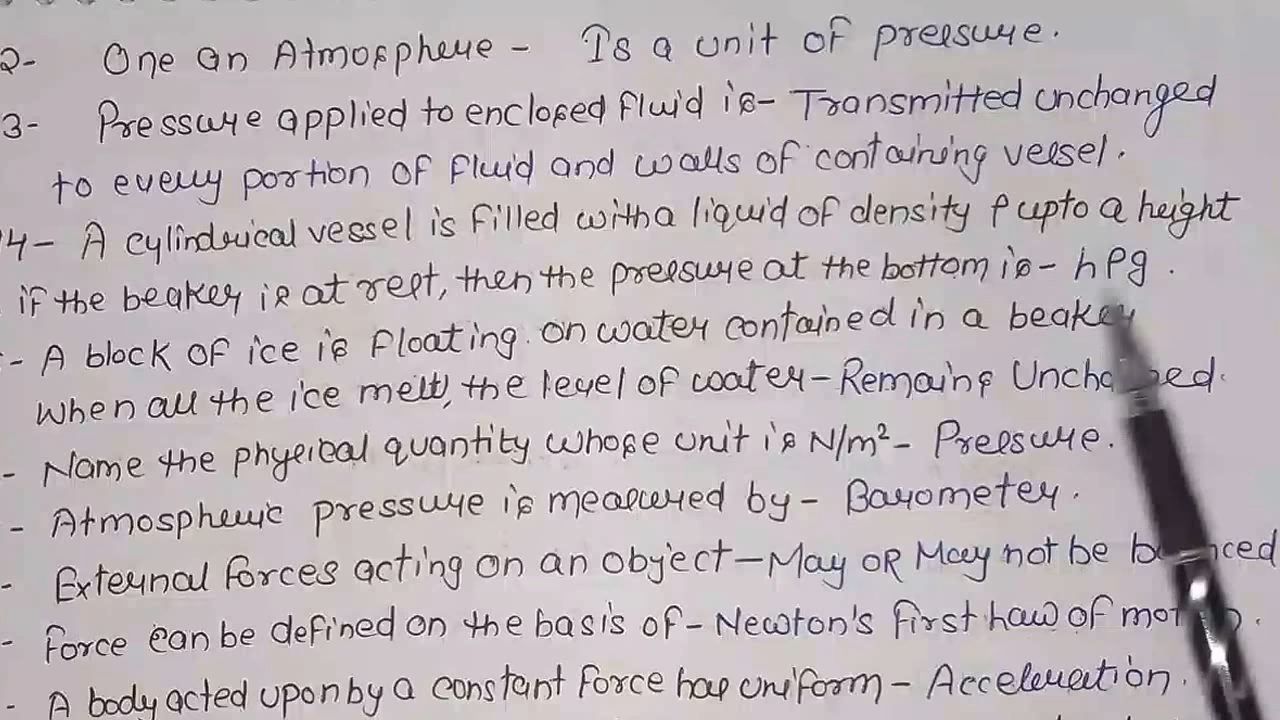 2- One an Atmosphere - Is a unit of pressure.
3- Pressure applied to enclosed fluid is- Transmitted unchanged
to every portion of fluid and walls of containing vessel.
4- A cylindrical vessel is filled with a liquid of density ρ upto a height
if the beaker is at rest, then the pressure at the bottom is- hρg.
- A block of ice is floating on water contained in a beaker
when all the ice melt, the level of water-Remains Unchanged.
- Name the physical quantity whose unit is N/m²- Pressure.
- Atmospheric pressure is measured by- Barometer.
- External forces acting on an object-May OR May not be balanced
- force can be defined on the basis of- Newton's first Law of motion.
- A body acted upon by a constant force has uniform- Acceleration.